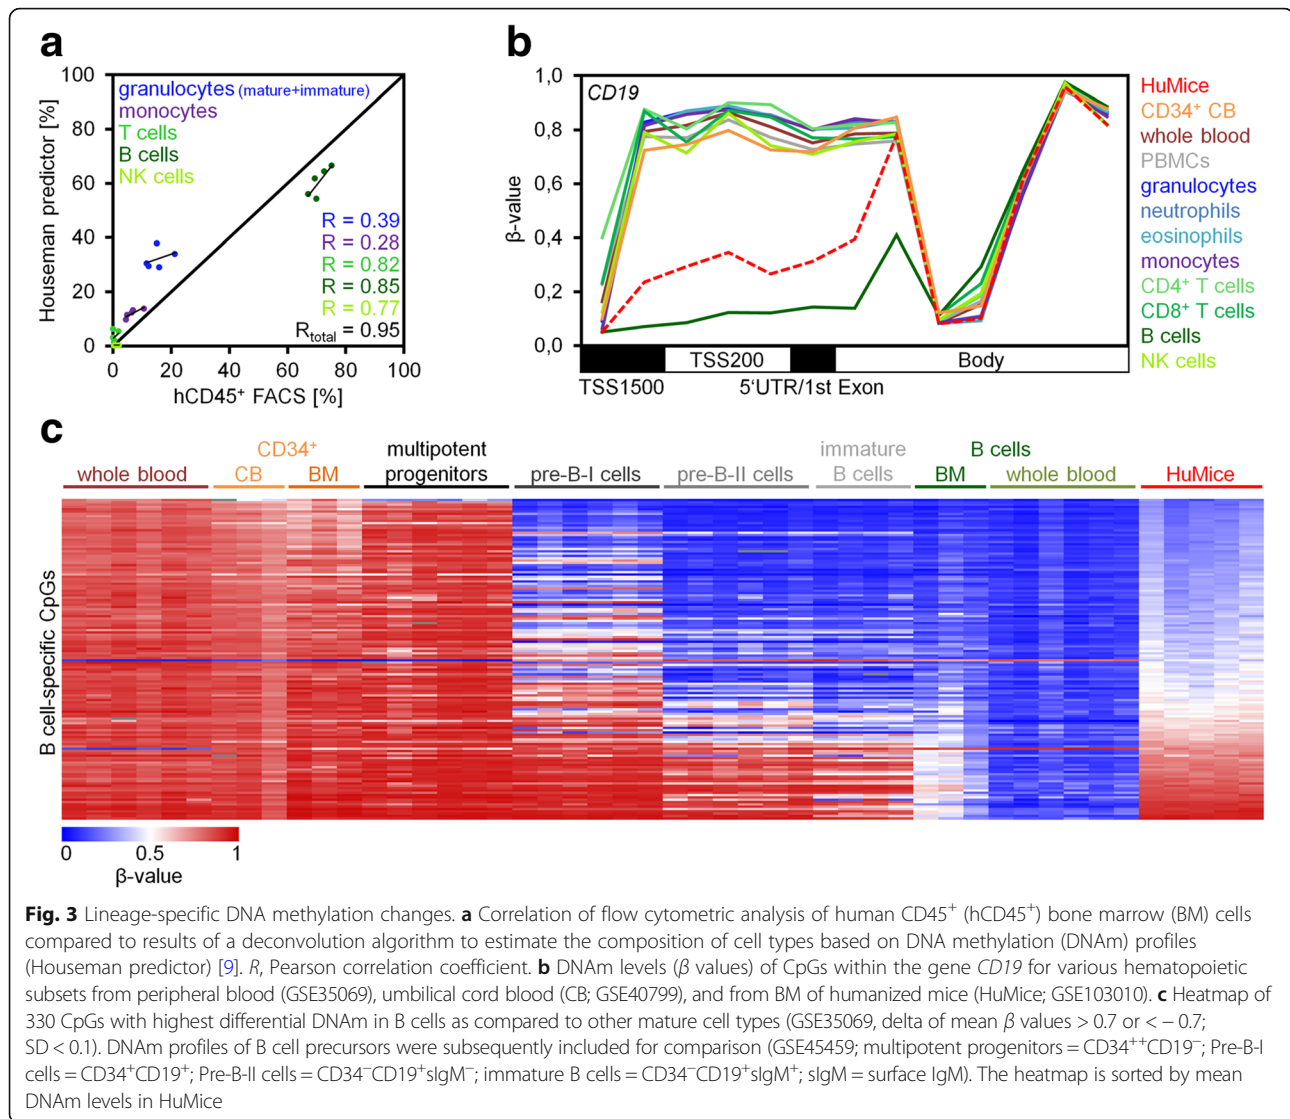 a
100
80
60
40
20
0
Houseman predictor [%]
granulocytes (mature+immature)
monocytes
T cells
B cells
NK cells
R = 0.39
R = 0.28
R = 0.82
R = 0.85
R = 0.77
Rtotal = 0.95
0 20 40 60 80 100
hCD45+ FACS [%]
b
1,0
0,8
0,6
0,4
0,2
0,0
β-value
CD19
TSS200
Body
TSS1500
5‘UTR/1st Exon
HuMice
CD34+ CB
whole blood
PBMCs
granulocytes
neutrophils
eosinophils
monocytes
CD4+ T cells
CD8+ T cells
B cells
NK cells
c
CD34+
multipotent
immature
B cells
whole blood
CB
BM
progenitors
pre-B-I cells
pre-B-II cells
B cells
BM
whole blood
HuMice
B cell-specific CpGs
0 0.5 1
β-value
Fig. 3 Lineage-specific DNA methylation changes. a Correlation of flow cytometric analysis of human CD45+ (hCD45+) bone marrow (BM) cells
compared to results of a deconvolution algorithm to estimate the composition of cell types based on DNA methylation (DNAm) profiles
(Houseman predictor) [9]. R, Pearson correlation coefficient. b DNAm levels (β values) of CpGs within the gene CD19 for various hematopoietic
subsets from peripheral blood (GSE35069), umbilical cord blood (CB; GSE40799), and from BM of humanized mice (HuMice; GSE103010). c Heatmap of
330 CpGs with highest differential DNAm in B cells as compared to other mature cell types (GSE35069, delta of mean β values > 0.7 or < − 0.7;
SD < 0.1). DNAm profiles of B cell precursors were subsequently included for comparison (GSE45459; multipotent progenitors = CD34++CD19−; Pre-B-I
cells = CD34+CD19+; Pre-B-II cells = CD34−CD19+sIgM−; immature B cells = CD34−CD19+sIgM+; sIgM = surface IgM). The heatmap is sorted by mean
DNAm levels in HuMice